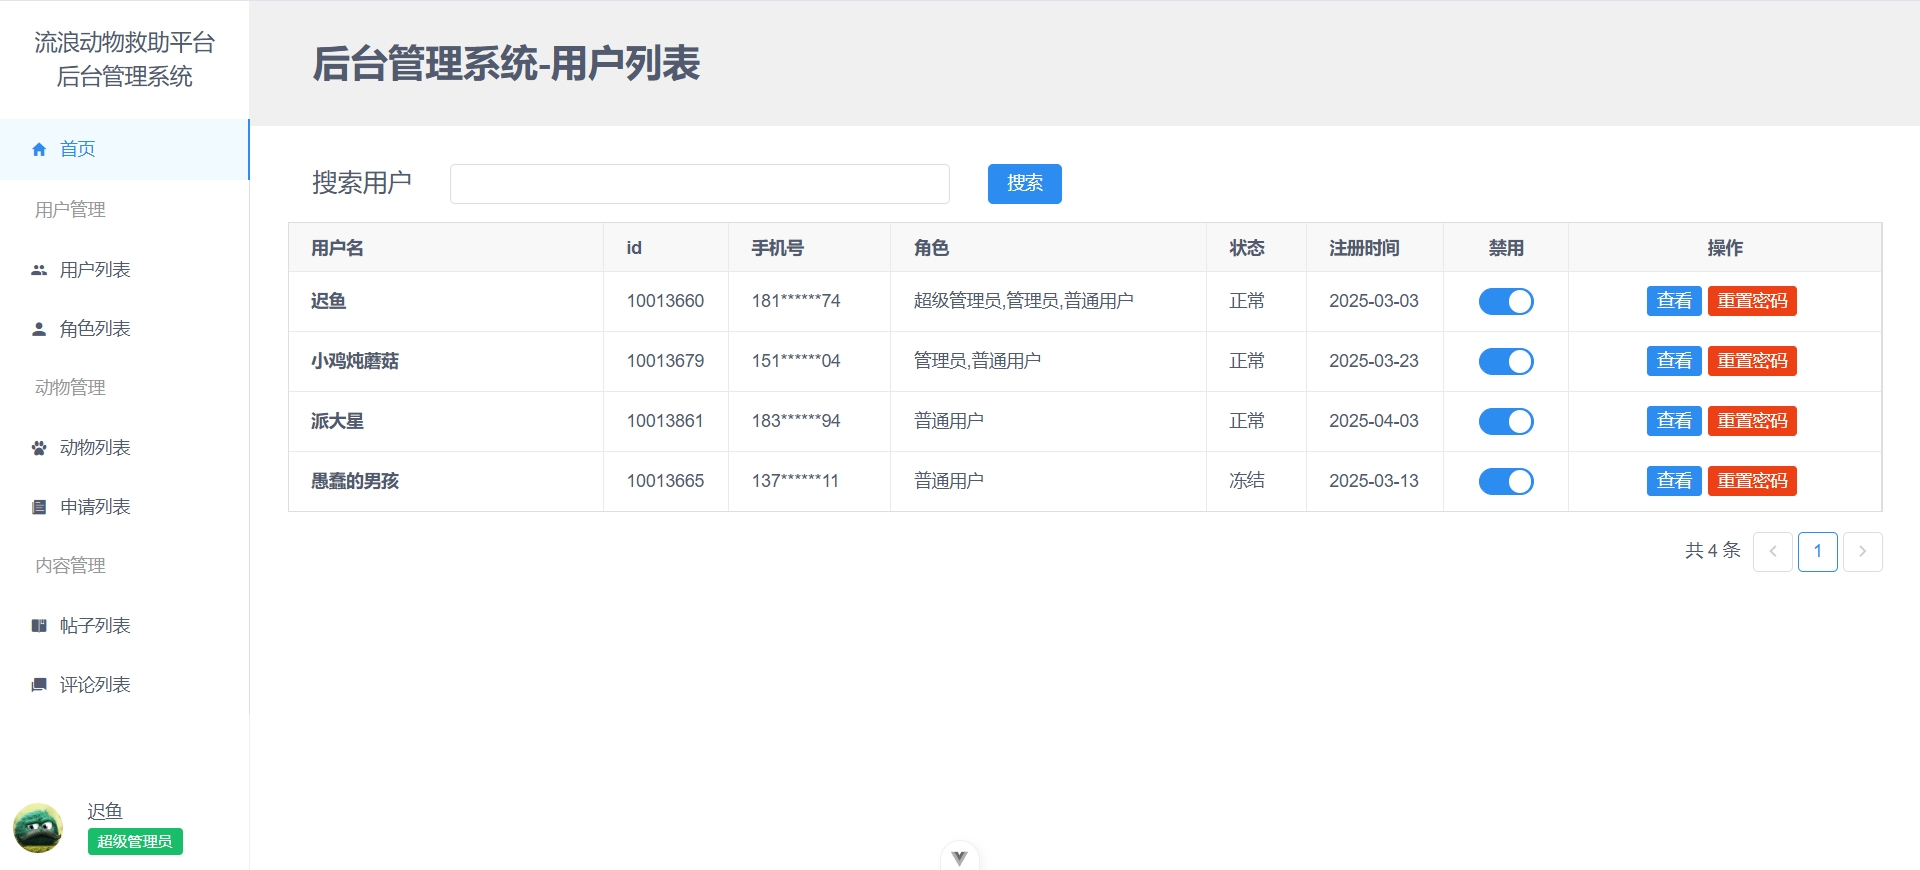 流浪动物救助平台
后台管理系统
首页
用户管理
用户列表
角色列表
动物管理
动物列表
申请列表
内容管理
帖子列表
评论列表
迟鱼
超级管理员
后台管理系统-用户列表
搜索用户 搜索
用户名 id 手机号 角色 状态 注册时间 禁用 操作
迟鱼 10013660 181******74 超级管理员,管理员,普通用户 正常 2025-03-03 查看 重置密码
小鸡炖蘑菇 10013679 151******04 管理员,普通用户 正常 2025-03-23 查看 重置密码
派大星 10013861 183******94 普通用户 正常 2025-04-03 查看 重置密码
愚蠢的男孩 10013665 137******11 普通用户 冻结 2025-03-13 查看 重置密码
共 4 条 1